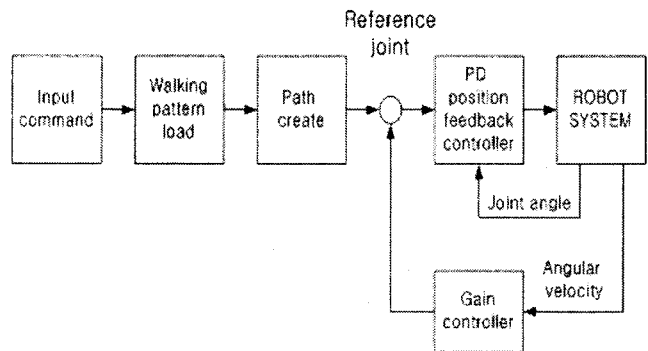 Reference
joint
Input
command
Walking
pattern
load
Path
create
PD
position
feedback
controller
ROBOT
SYSTEM
Joint angle
Angular
velocity
Gain
controller